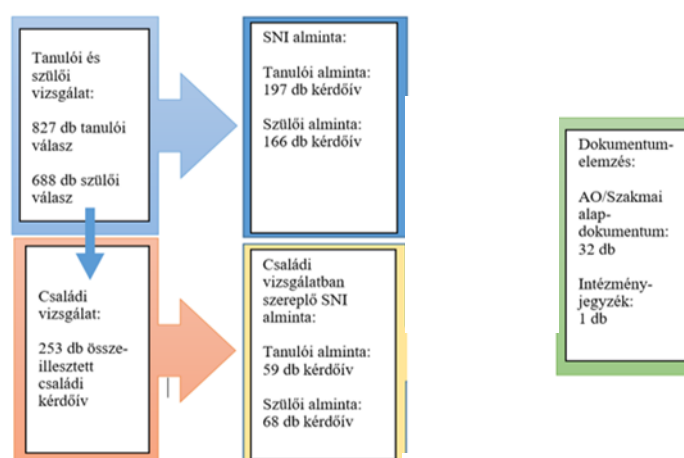 Tanulói és
szülői
vizsgálat:
827 db tanulói
válasz
688 db szülői
válasz
SNI alminta:
Tanulói alminta:
197 db kérdőív
Szülői alminta:
166 db kérdőív
Családi
vizsgálat:
253 db össze-
illesztett
családi
kérdőív
Családi
vizsgálatban
szereplő SNI
alminta:
Tanulói alminta:
59 db kérdőív
Szülői alminta:
68 db kérdőív
Dokumentum-
elemzés:
AO/Szakmai
alap-
dokumentum:
32 db
Intézmény-
jegyzék:
1 db